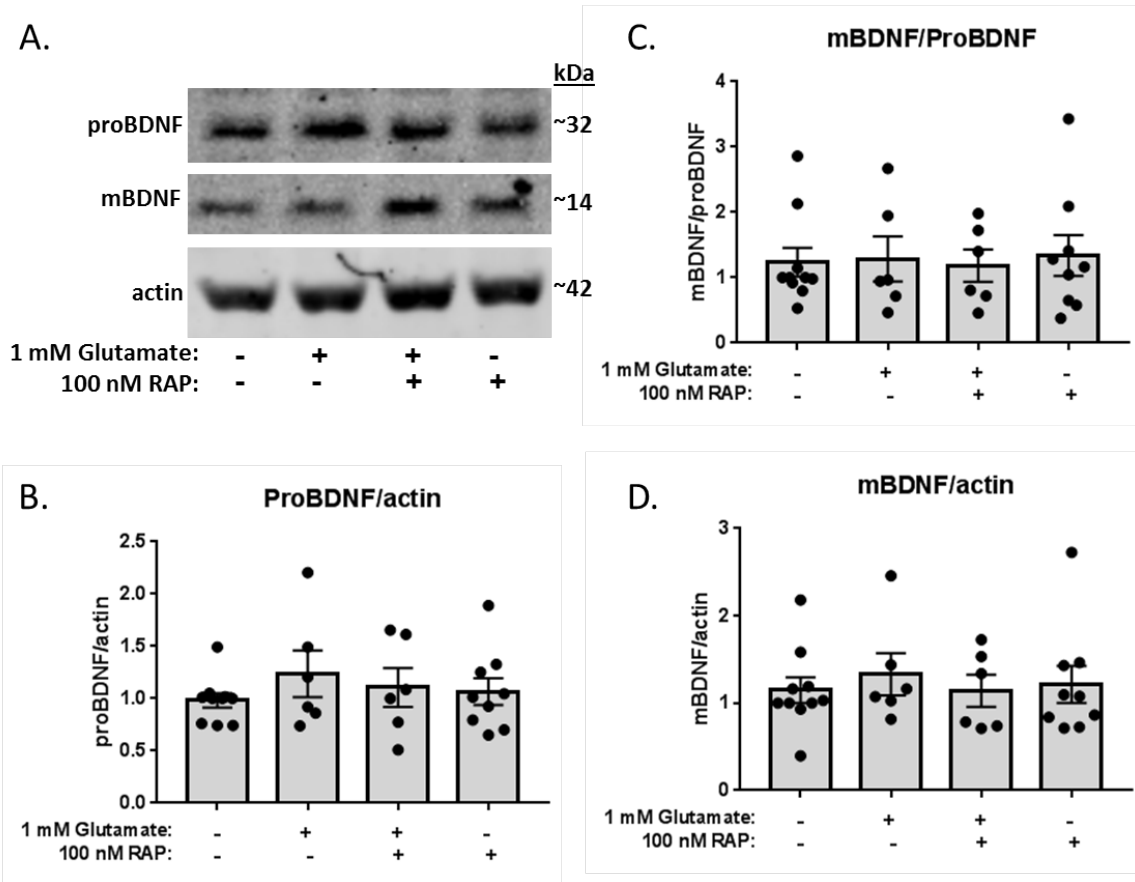 A.
kDa
proBDNF
~32
mBDNF
~14
actin
~42
1 mM Glutamate: - + + -
100 nM RAP: - - + +
C.
mBDNF/ProBDNF
mBDNF/proBDNF
4
3
2
1
0
1 mM Glutamate: - + + -
100 nM RAP: - - + +
B.
ProBDNF/actin
proBDNF/actin
2.5
2.0
1.5
1.0
0.5
0.0
1 mM Glutamate: - + + -
100 nM RAP: - - + +
D.
mBDNF/actin
mBDNF/actin
3
2
1
0
1 mM Glutamate: - + + -
100 nM RAP: - - + +